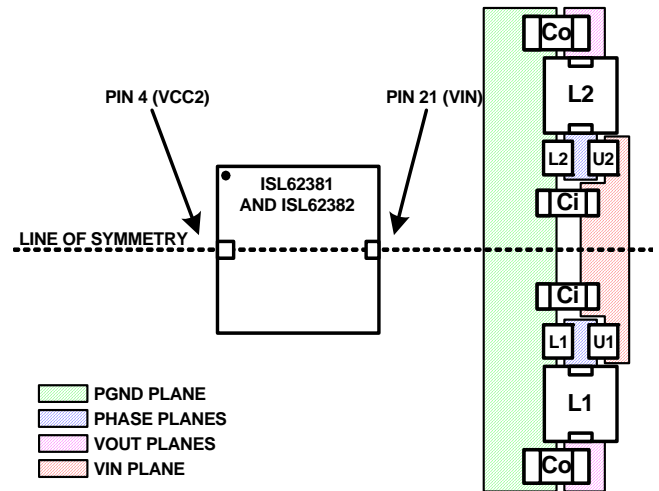 Co
L2
PIN 4 (VCC2)
PIN 21 (VIN)
L2
U2
ISL62381
AND ISL62382
Ci
LINE OF SYMMETRY
Ci
L1
U1
L1
Co
PGND PLANE
PHASE PLANES
VOUT PLANES
VIN PLANE